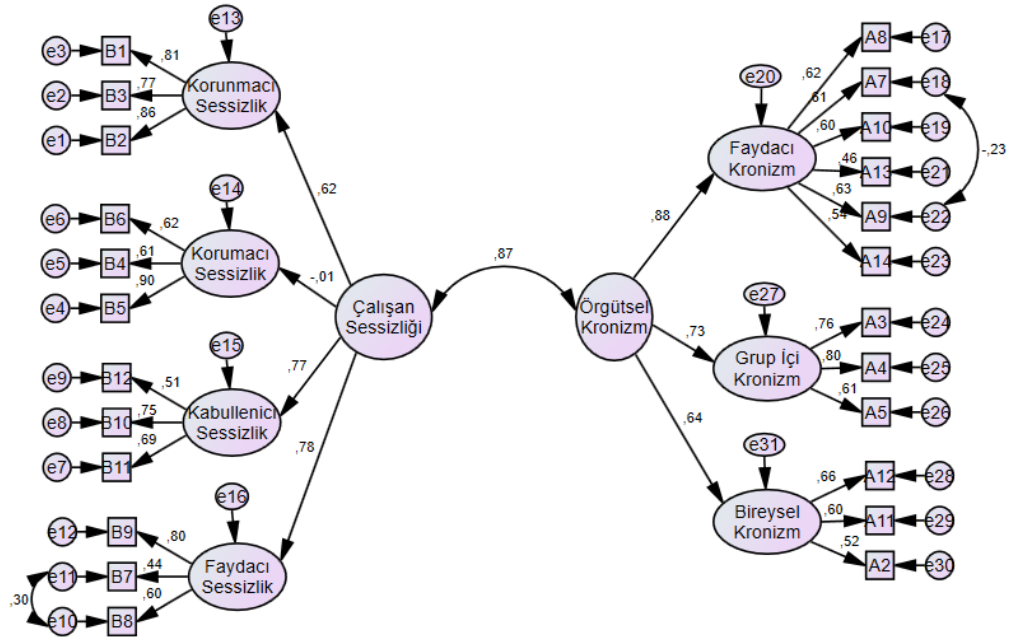 e13
e3
B1
,81
Korunmacı
Sessizlik
e2
B3
,77
,86
e1
B2
,62
e14
e6
B6
,62
Korumacı
Sessizlik
e5
B4
,61
,90
e4
B5
-,01
Çalışan
Sessizliği
e15
e9
B12
,51
,77
Kabullenici
Sessizlik
e8
B10
,75
,69
e7
B11
,78
e16
e12
B9
,80
Faydacı
Sessizlik
e11
B7
,44
,30
,60
e10
B8
,87
Örgütsel
Kronizm
,88
e20
Faydacı
Kronizm
,62
A8
e17
,61
A7
e18
,60
A10
e19
-,23
,46
A13
e21
,63
A9
e22
,54
A14
e23
,73
e27
Grup İçi
Kronizm
,76
A3
e24
,80
A4
e25
,61
A5
e26
,64
e31
Bireysel
Kronizm
,66
A12
e28
,60
A11
e29
,52
A2
e30